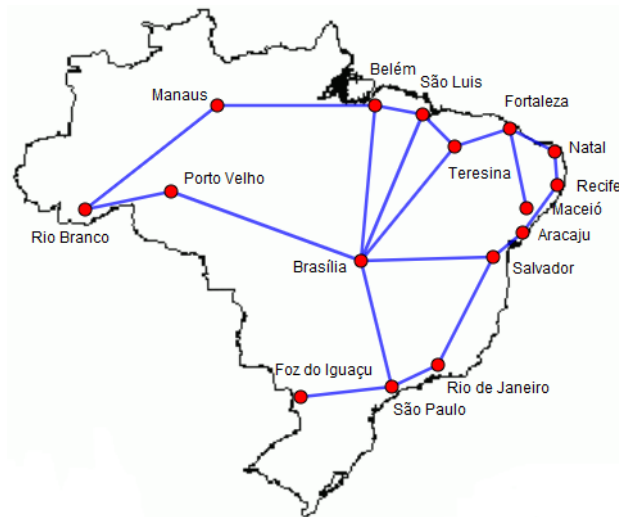 Belém
São Luis
Manaus
Fortaleza
Natal
Teresina
Porto Velho
Recife
Maceió
Rio Branco
Aracaju
Brasília
Salvador
Foz do Iguaçu
Rio de Janeiro
São Paulo